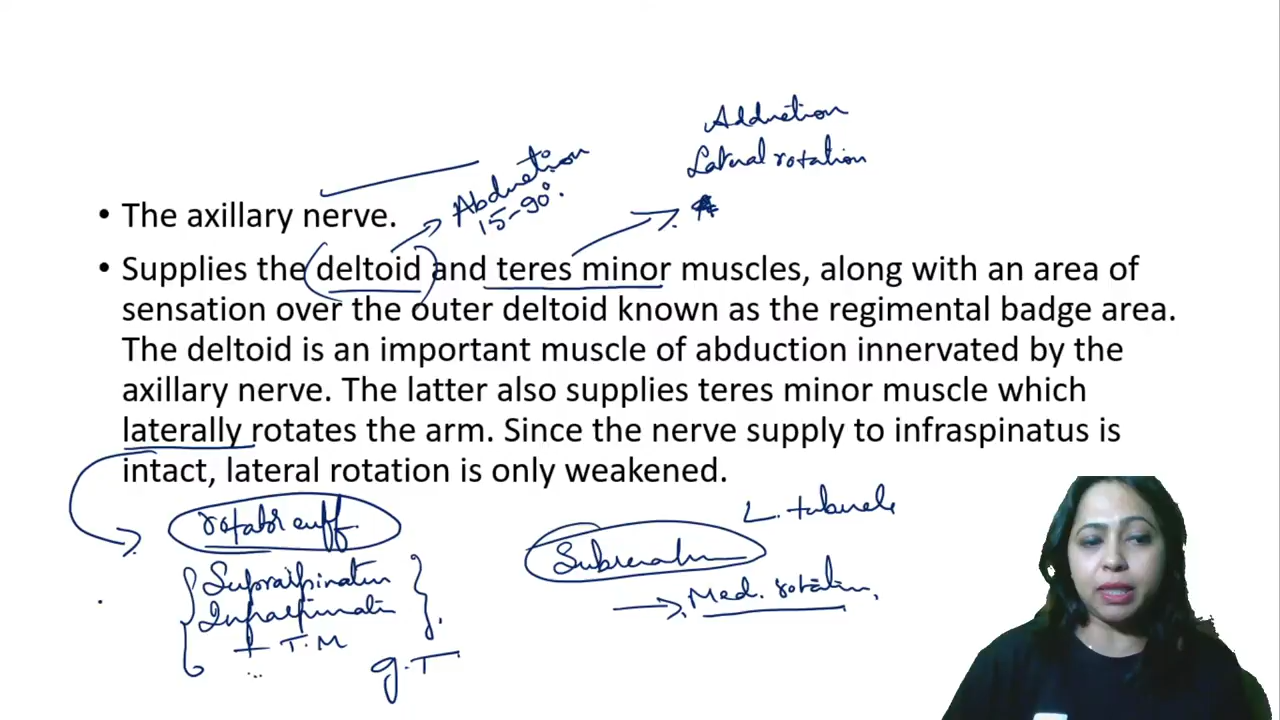 Adduction
Lateral rotation
Abduction
15-90°.
• The axillary nerve.
• Supplies the deltoid and teres minor muscles, along with an area of
sensation over the outer deltoid known as the regimental badge area.
The deltoid is an important muscle of abduction innervated by the
axillary nerve. The latter also supplies teres minor muscle which
laterally rotates the arm. Since the nerve supply to infraspinatus is
intact, lateral rotation is only weakened.
rotator cuff.
Supraspinatus
Infraspinatus
+ T.M
g.T
L. tubercle
Subscapular
Med. rotation.